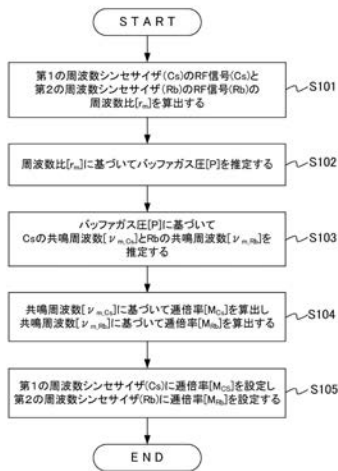 START
第1の周波数シンセサイザ(Cs)のRF信号(Cs)と
第2の周波数シンセサイザ(Rb)のRF信号(Rb)の
周波数比[rm]を算出する
S101
周波数比[rm]に基づいてバッファガス圧[P]を推定する
S102
バッファガス圧[P]に基づいて
Csの共鳴周波数[νm,Cs]とRbの共鳴周波数[νm,Rb]を
推定する
S103
共鳴周波数[νm,Cs]に基づいて逓倍率[MCs]を算出し
共鳴周波数[νm,Rb]に基づいて逓倍率[MRb]を算出する
S104
第1の周波数シンセサイザ(Cs)に逓倍率[MCS]を設定し
第2の周波数シンセサイザ(Rb)に逓倍率[MRb]を設定する
S105
END